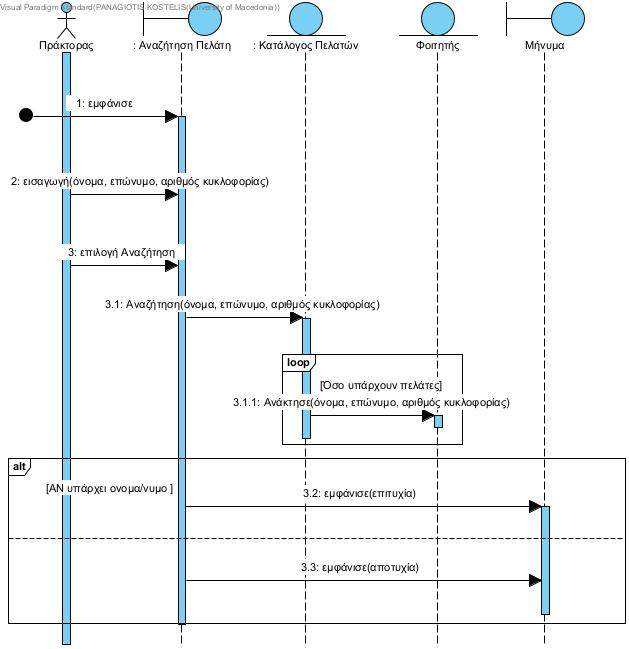 Visual Paradigm Standard(PANAGIOTIS KOSTELIS(University of Macedonia))
Πράκτορας
: Αναζήτηση Πελάτη
: Κατάλογος Πελατών
Φοιτητής
Μήνυμα
1: εμφάνισε
2: εισαγωγή(όνομα, επώνυμο, αριθμός κυκλοφορίας)
3: επιλογή Αναζήτηση
3.1: Αναζήτηση(όνομα, επώνυμο, αριθμός κυκλοφορίας)
loop
[Όσο υπάρχουν πελάτες]
3.1.1: Ανάκτησε(όνομα, επώνυμο, αριθμός κυκλοφορίας)
alt
[ΑΝ υπάρχει ονομα/νυμο ]
3.2: εμφάνισε(επιτυχία)
3.3: εμφάνισε(αποτυχία)